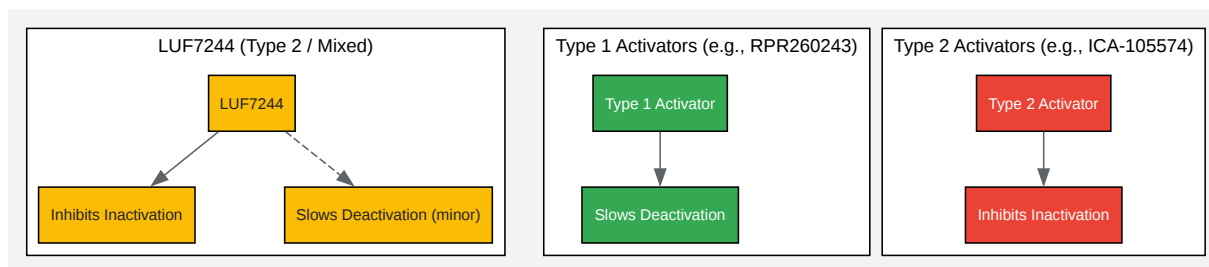 LUF7244 (Type 2 / Mixed)
LUF7244
Inhibits Inactivation
Slows Deactivation (minor)
Type 1 Activators (e.g., RPR260243)
Type 1 Activator
Slows Deactivation
Type 2 Activators (e.g., ICA-105574)
Type 2 Activator
Inhibits Inactivation